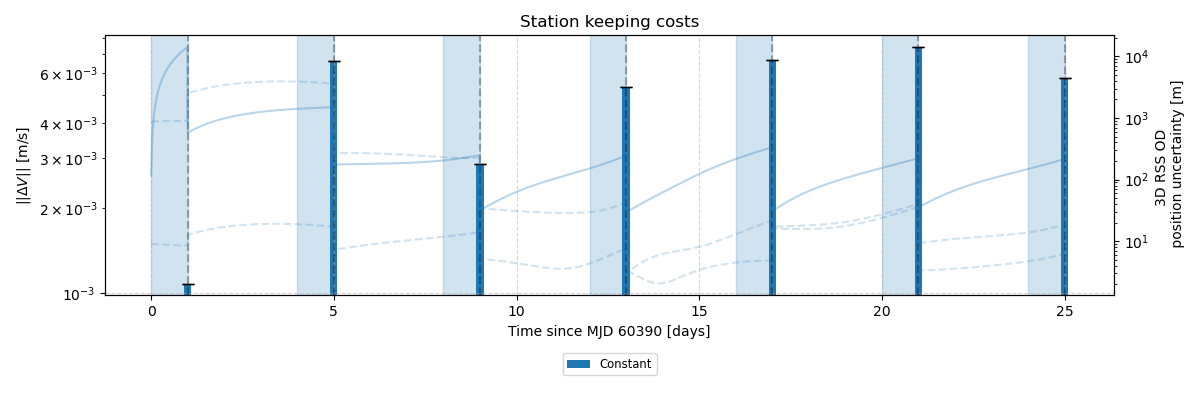 Station keeping costs
||ΔV|| [m/s]
6 × 10⁻³
4 × 10⁻³
3 × 10⁻³
2 × 10⁻³
10⁻³
10⁴
10³
10²
10¹
3D RSS OD
position uncertainty [m]
0 5 10 15 20 25
Time since MJD 60390 [days]
Constant